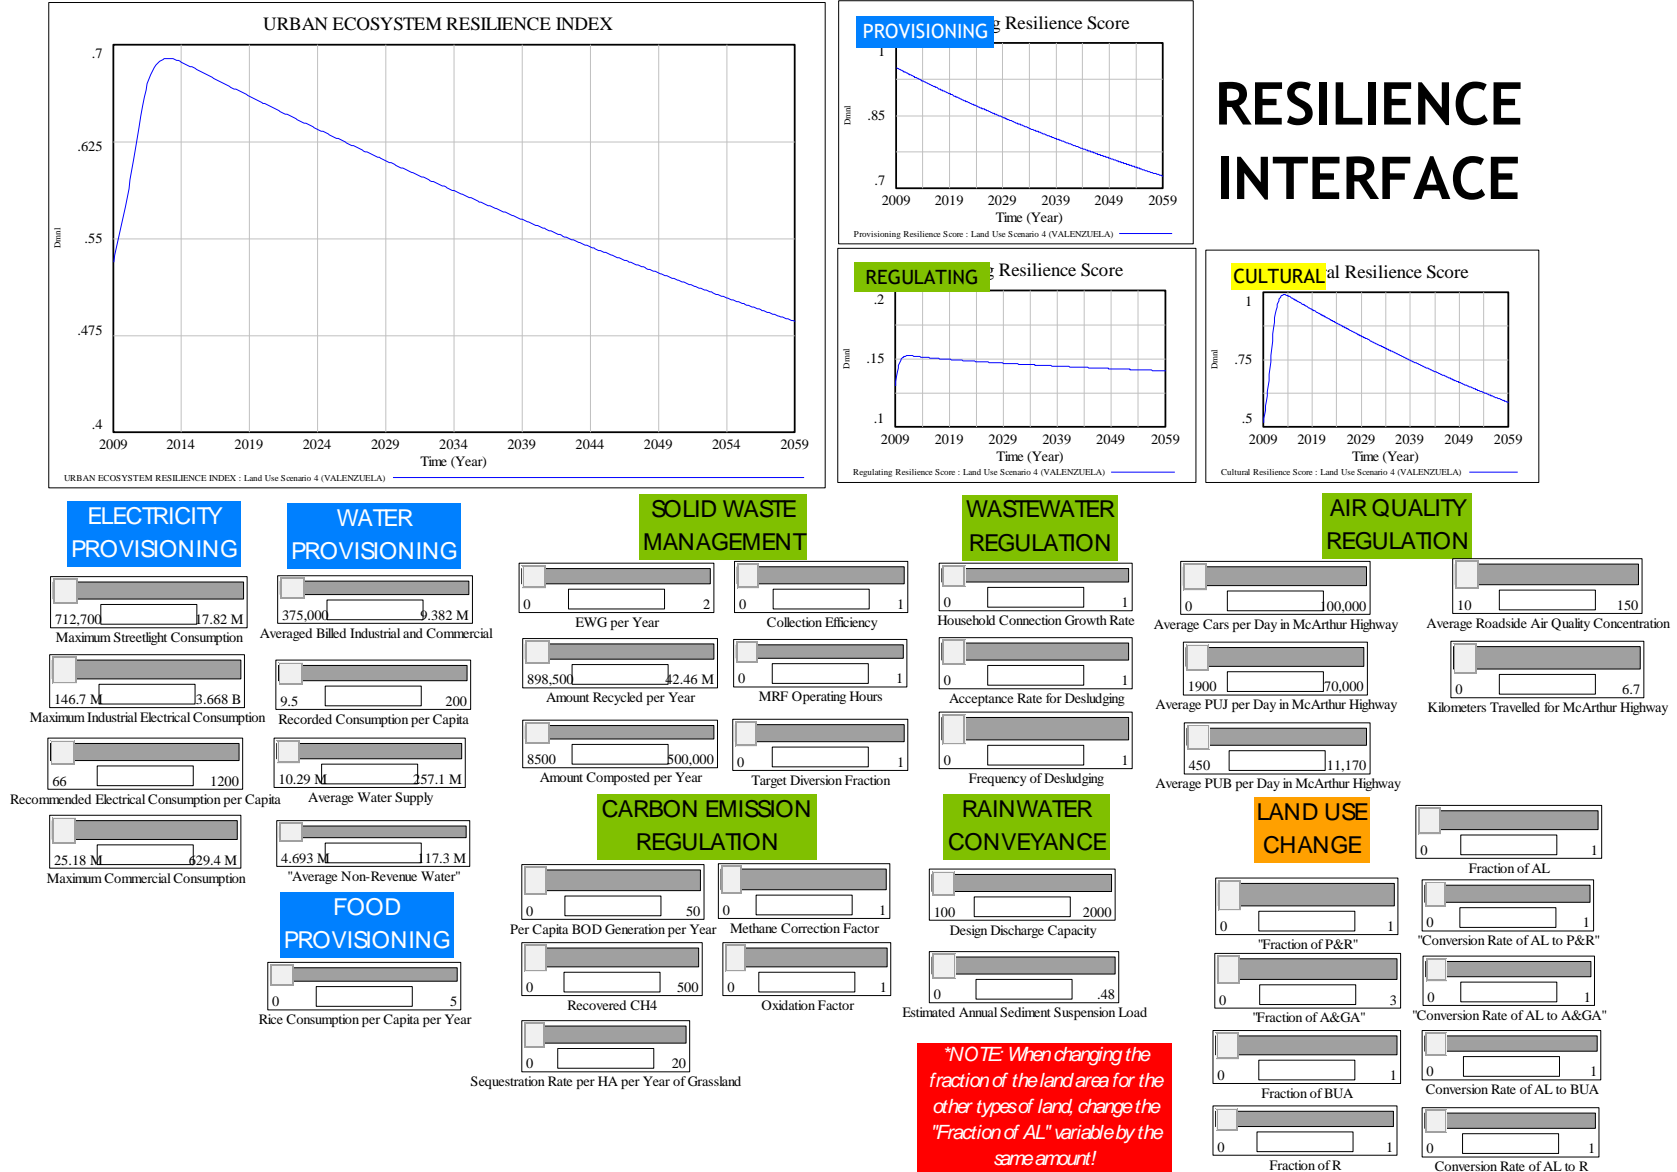 URBAN ECOSYSTEM RESILIENCE INDEX
.7
.625
.55
.475
.4
Dmnl
2009 2014 2019 2024 2029 2034 2039 2044 2049 2054 2059
Time (Year)
URBAN ECOSYSTEM RESILIENCE INDEX : Land Use Scenario 4 (VALENZUELA)
PROVISIONING
g Resilience Score
1
.85
.7
Dmnl
2009 2019 2029 2039 2049 2059
Time (Year)
Provisioning Resilience Score : Land Use Scenario 4 (VALENZUELA)
RESILIENCE
INTERFACE
REGULATING
g Resilience Score
.2
.15
.1
Dmnl
2009 2019 2029 2039 2049 2059
Time (Year)
Regulating Resilience Score : Land Use Scenario 4 (VALENZUELA)
CULTURAL
al Resilience Score
1
.75
.5
Dmnl
2009 2019 2029 2039 2049 2059
Time (Year)
Cultural Resilience Score : Land Use Scenario 4 (VALENZUELA)
ELECTRICITY
PROVISIONING
712,700 17.82 M
Maximum Streetlight Consumption
146.7 M 3.668 B
Maximum Industrial Electrical Consumption
66 1200
Recommended Electrical Consumption per Capita
25.18 M 629.4 M
Maximum Commercial Consumption
WATER
PROVISIONING
375,000 9.382 M
Averaged Billed Industrial and Commercial
9.5 200
Recorded Consumption per Capita
10.29 M 257.1 M
Average Water Supply
4.693 M 117.3 M
"Average Non-Revenue Water"
FOOD
PROVISIONING
0 5
Rice Consumption per Capita per Year
SOLID WASTE
MANAGEMENT
0 2
EWG per Year
0 1
Collection Efficiency
898,500 42.46 M
Amount Recycled per Year
0 1
MRF Operating Hours
8500 500,000
Amount Composted per Year
0 1
Target Diversion Fraction
CARBON EMISSION
REGULATION
0 50
Per Capita BOD Generation per Year
0 1
Methane Correction Factor
0 500
Recovered CH4
0 1
Oxidation Factor
0 20
Sequestration Rate per HA per Year of Grassland
WASTEWATER
REGULATION
0 1
Household Connection Growth Rate
0 1
Acceptance Rate for Desludging
0 1
Frequency of Desludging
RAINWATER
CONVEYANCE
100 2000
Design Discharge Capacity
0 .48
Estimated Annual Sediment Suspension Load
*NOTE: When changing the
fraction of the land area for the
other types of land, change the
"Fraction of AL" variable by the
same amount!
AIR QUALITY
REGULATION
0 100,000
Average Cars per Day in McArthur Highway
10 150
Average Roadside Air Quality Concentration
1900 70,000
Average PUJ per Day in McArthur Highway
0 6.7
Kilometers Travelled for McArthur Highway
450 11,170
Average PUB per Day in McArthur Highway
LAND USE
CHANGE
0 1
Fraction of AL
0 1
"Fraction of P&R"
0 1
"Conversion Rate of AL to P&R"
0 3
"Fraction of A&GA"
0 1
"Conversion Rate of AL to A&GA"
0 1
Fraction of BUA
0 1
Conversion Rate of AL to BUA
0 1
Fraction of R
0 1
Conversion Rate of AL to R